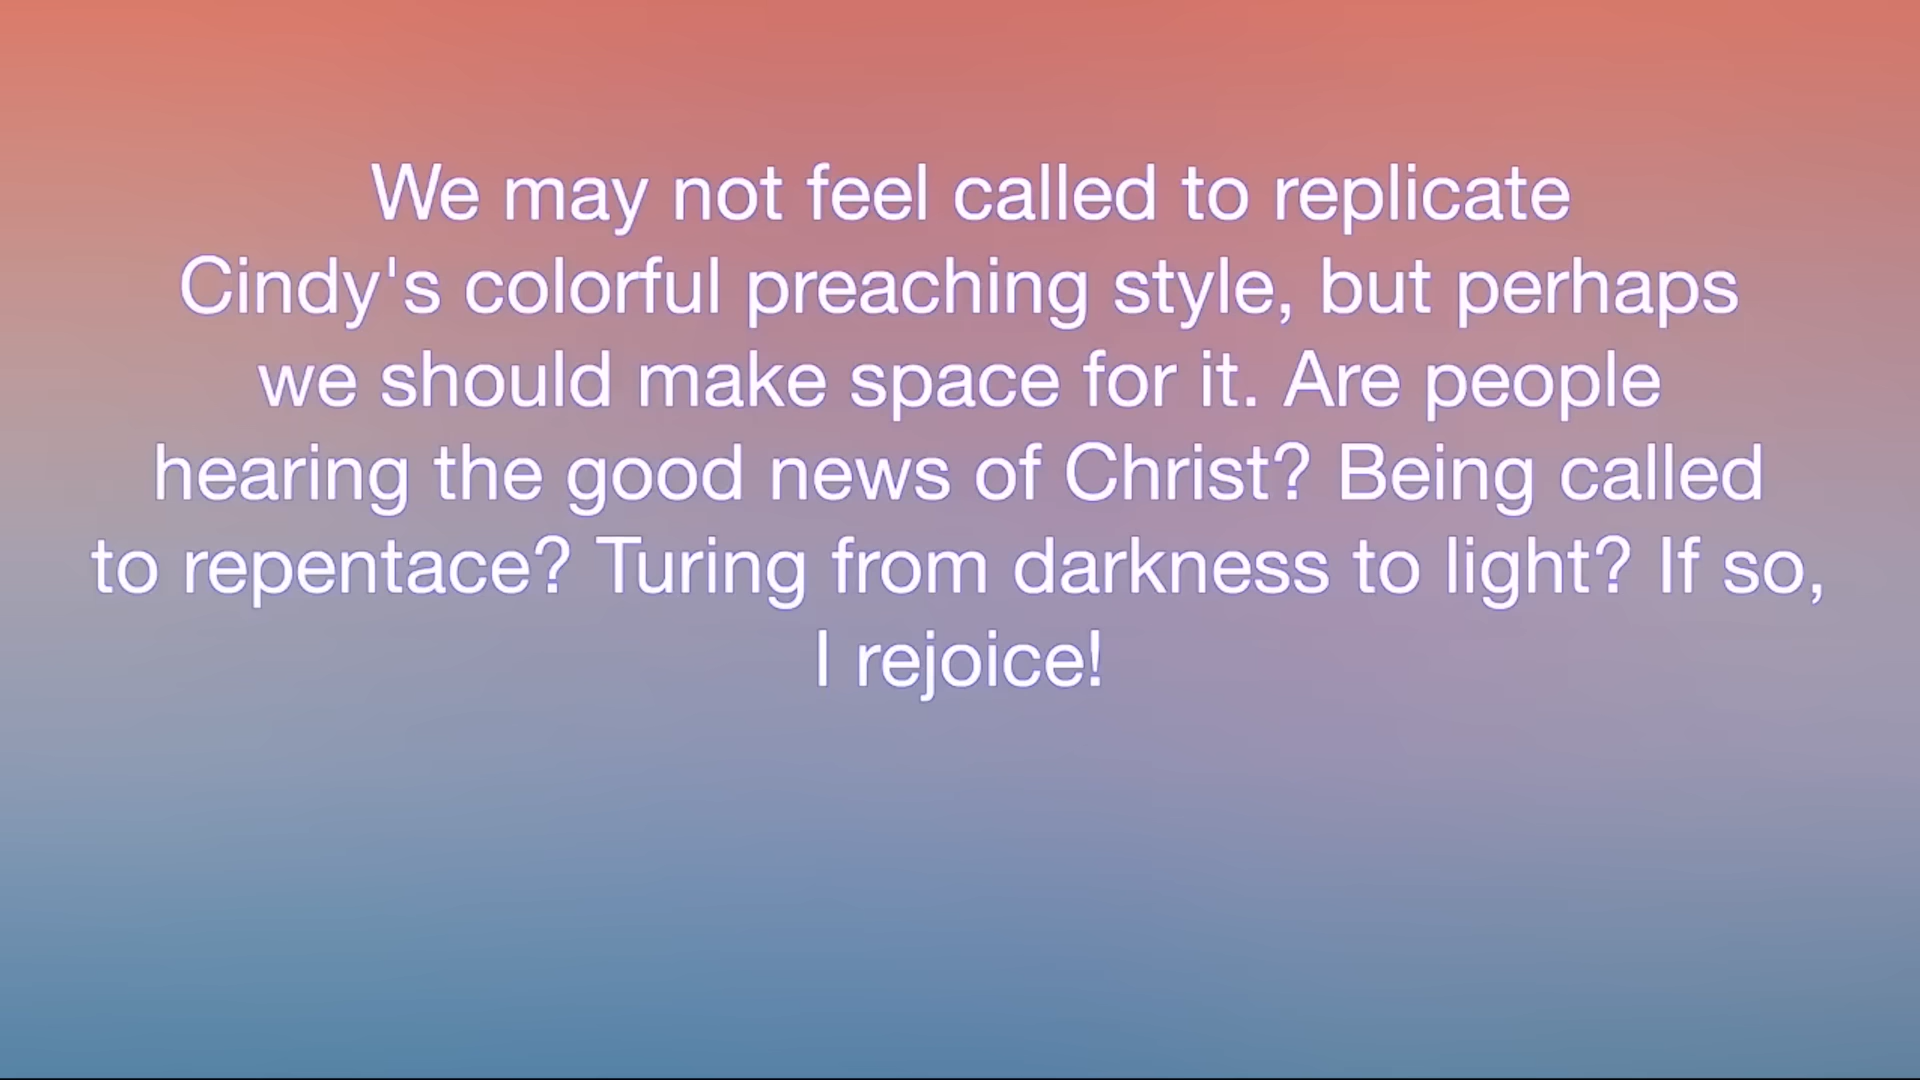 We may not feel called to replicate
Cindy's colorful preaching style, but perhaps
we should make space for it. Are people
hearing the good news of Christ? Being called
to repentace? Turing from darkness to light? If so,
I rejoice!